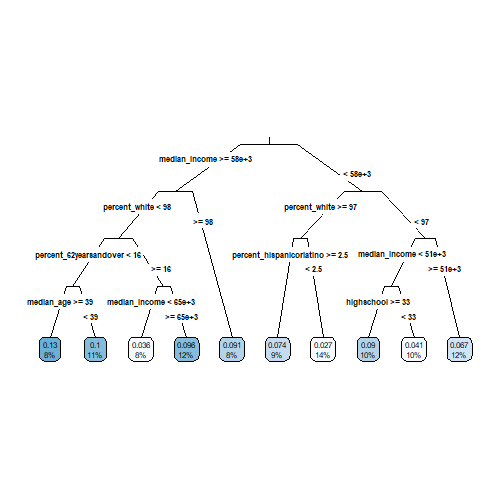 median_income >= 58e+3
< 58e+3
percent_white < 98
percent_white >= 97
>= 98
< 97
percent_62yearsandover < 16
percent_hispanicorlatino >= 2.5
median_income < 51e+3
>= 16
< 2.5
>= 51e+3
median_age >= 39
median_income < 65e+3
highschool >= 33
< 39
>= 65e+3
< 33
0.13 0.1 0.036 0.096 0.091 0.074 0.027 0.09 0.041 0.067
8% 11% 8% 12% 8% 9% 14% 10% 10% 12%